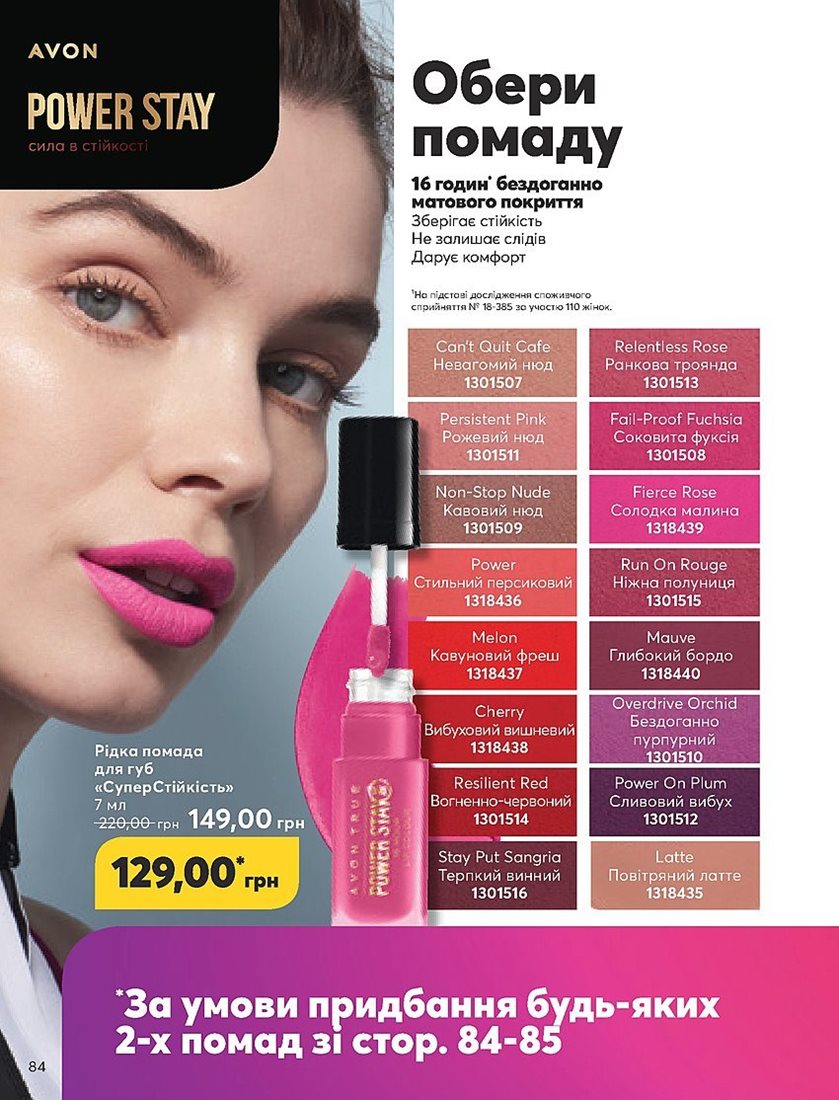 AVON
POWER STAY
сила в стійкості
Обери
помаду
16 годин* бездоганно
матового покриття
Зберігає стійкість
Не залишає слідів
Дарує комфорт
*На підставі дослідження споживчого
сприйняття № 18-385 за участю 110 жінок.
Can't Quit Cafe
Невагомий нюд
1301507
Relentless Rose
Ранкова троянда
1301513
Persistent Pink
Рожевий нюд
1301511
Fail-Proof Fuchsia
Соковита фуксія
1301508
Non-Stop Nude
Кавовий нюд
1301509
Fierce Rose
Солодка малина
1318439
Power
Стильний персиковий
1318436
Run On Rouge
Ніжна полуниця
1301515
Melon
Кавуновий фреш
1318437
Mauve
Глибокий бордо
1318440
Cherry
Вибуховий вишневий
1318438
Overdrive Orchid
Бездоганно
пурпурний
1301510
Resilient Red
Вогненно-червоний
1301514
Power On Plum
Сливовий вибух
1301512
Stay Put Sangria
Терпкий винний
1301516
Latte
Повітряний латте
1318435
Рідка помада
для губ
«СуперСтійкість»
7 мл
220,00 грн 149,00 грн
129,00* грн
AVON TRUE
POWER STAY
*За умови придбання будь-яких
2-х помад зі стор. 84-85
84